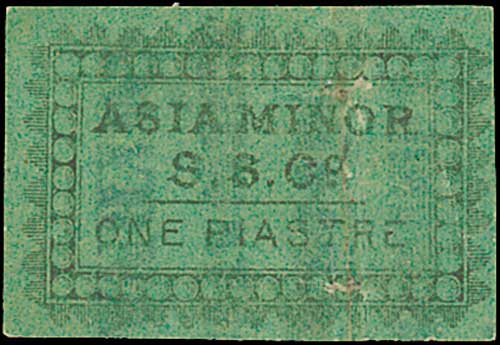 ASIA MINOR
S. S. Co.
ONE PIASTRE